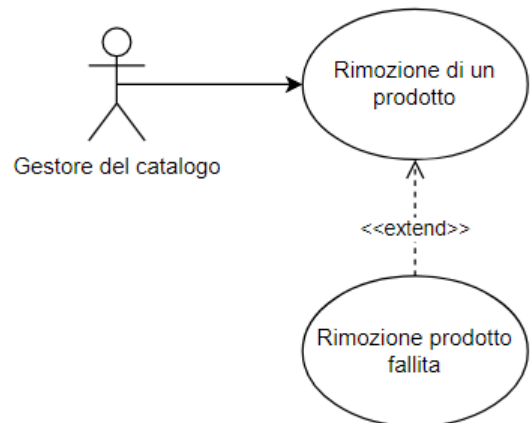 Rimozione di un
prodotto
Gestore del catalogo
<<extend>>
Rimozione prodotto
fallita